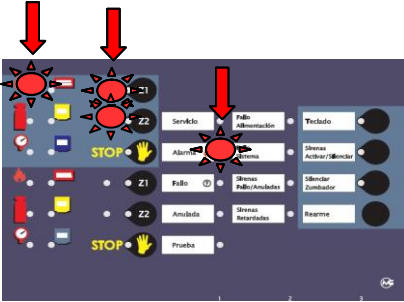 Z1
Z2
Servicio
Fallo
Alimentación
Teclado
STOP
Alarma
Sistema
Sirenas
Activar/Silenciar
Z1
Fallo
Sirenas
Fallo/Anuladas
Silenciar
Zumbador
Z2
Anulada
Sirenas
Retardadas
Rearme
STOP
Prueba
1
2
3